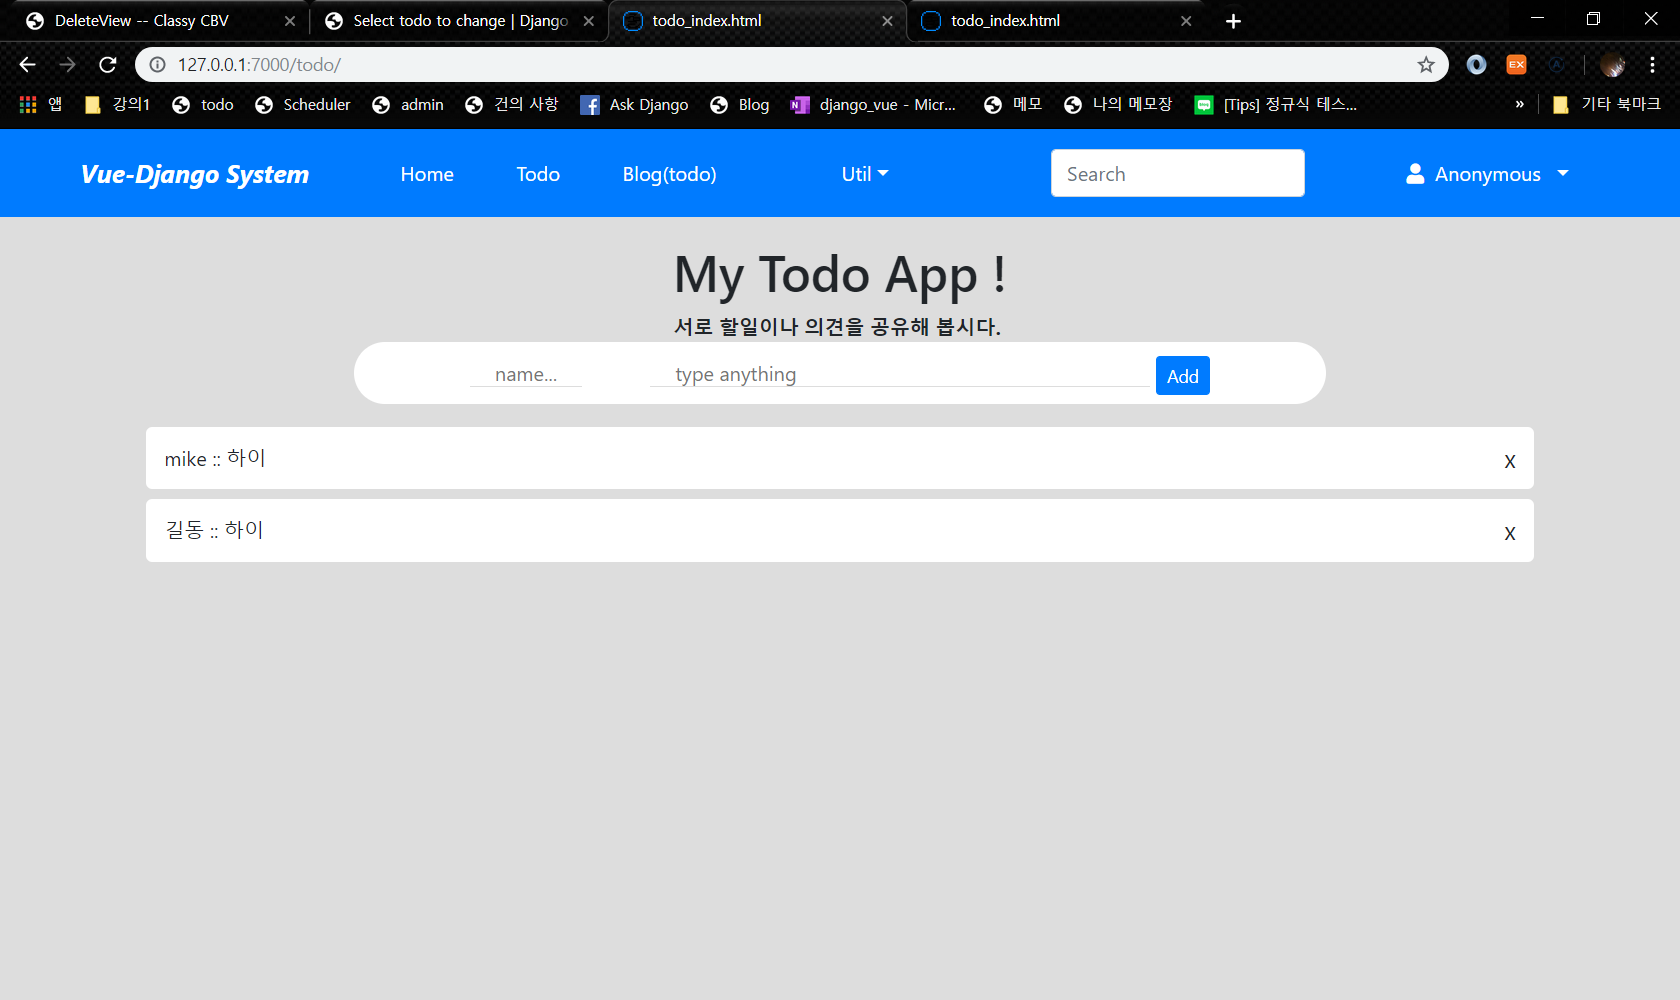 DeleteView -- Classy CBV
Select todo to change | Django
todo_index.html
todo_index.html
127.0.0.1:7000/todo/
EX
앱 강의1 todo Scheduler admin 건의 사항 Ask Django Blog django_vue - Micr... 메모 나의 메모장 [Tips] 정규식 테스... » 기타 북마크
Vue-Django System Home Todo Blog(todo) Util Search Anonymous
My Todo App !
서로 할일이나 의견을 공유해 봅시다.
name... type anything Add
mike :: 하이 X
길동 :: 하이 X